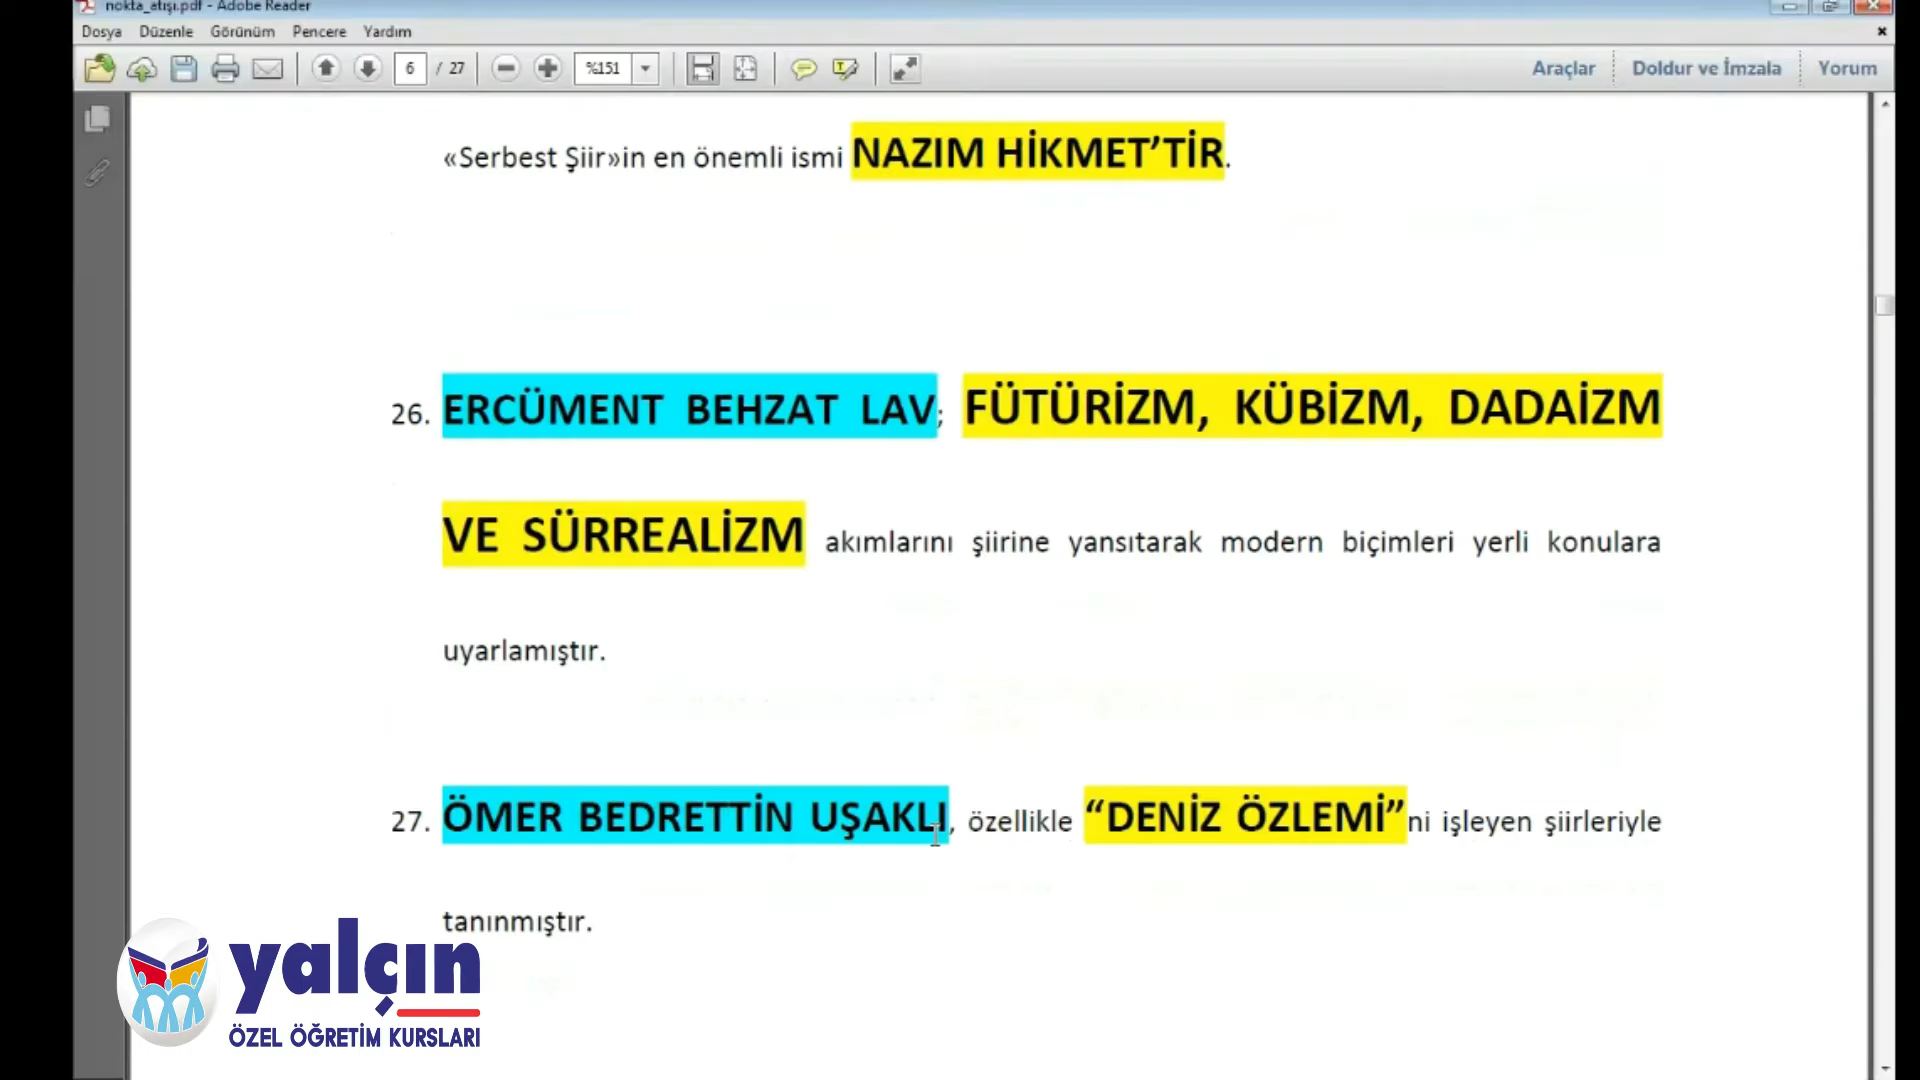 nokta_atışı.pdf - Adobe Reader
Dosya Düzenle Görünüm Pencere Yardım
6 / 27 %151 Araçlar Doldur ve İmzala Yorum
«Serbest Şiir»in en önemli ismi NAZIM HİKMET’TİR.
26. ERCÜMENT BEHZAT LAV; FÜTÜRİZM, KÜBİZM, DADAİZM
VE SÜRREALİZM akımlarını şiirine yansıtarak modern biçimleri yerli konulara
uyarlamıştır.
27. ÖMER BEDRETTİN UŞAKLI, özellikle “DENİZ ÖZLEMİ”ni işleyen şiirleriyle
tanınmıştır.
yalçın
ÖZEL ÖĞRETİM KURSLARI